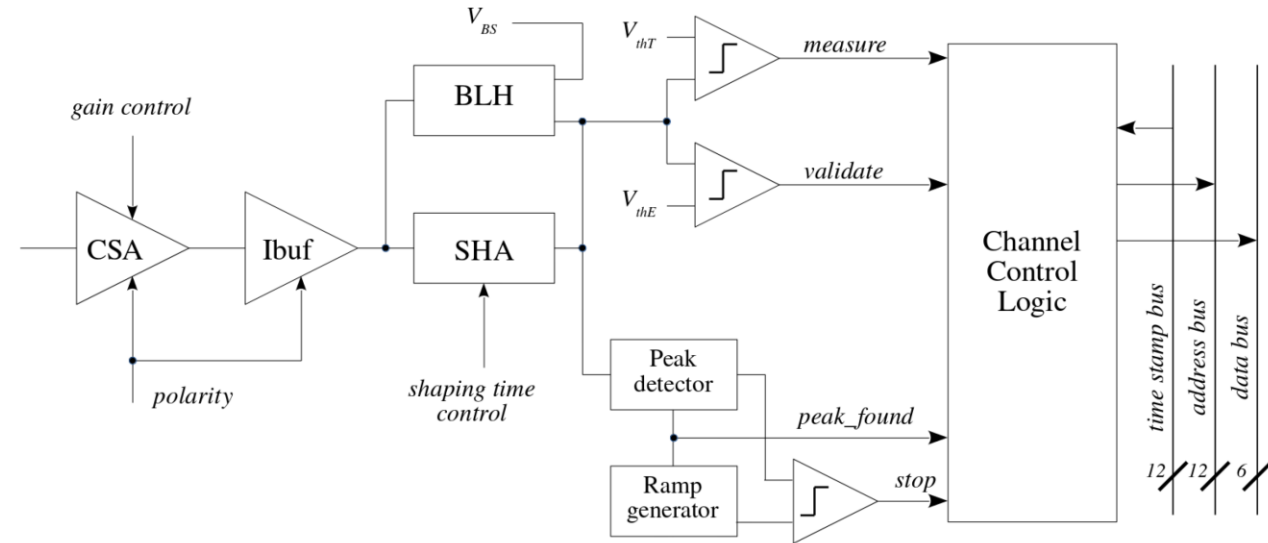 V_BS
V_thT
measure
BLH
gain control
validate
V_thE
CSA
Ibuf
SHA
Channel
Control
Logic
Peak
detector
polarity
shaping time
control
peak_found
Ramp
generator
stop
time stamp bus
address bus
data bus
12
12
6